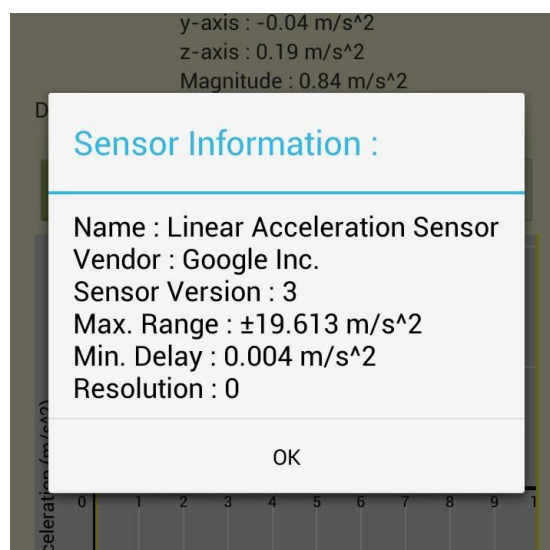 y-axis : -0.04 m/s^2
z-axis : 0.19 m/s^2
Magnitude : 0.84 m/s^2
D
Sensor Information :
Name : Linear Acceleration Sensor
Vendor : Google Inc.
Sensor Version : 3
Max. Range : ±19.613 m/s^2
Min. Delay : 0.004 m/s^2
Resolution : 0
OK
0 1 2 3 4 5 6 7 8 9 1